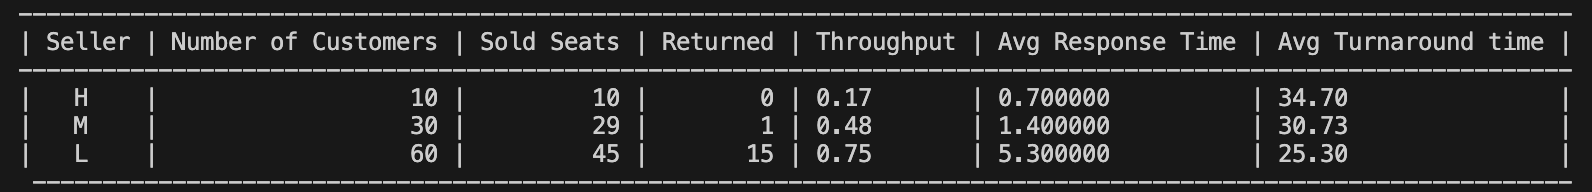 | Seller | Number of Customers | Sold Seats | Returned | Throughput | Avg Response Time | Avg Turnaround time |
| H | 10 | 10 | 0 | 0.17 | 0.700000 | 34.70 |
| M | 30 | 29 | 1 | 0.48 | 1.400000 | 30.73 |
| L | 60 | 45 | 15 | 0.75 | 5.300000 | 25.30 |